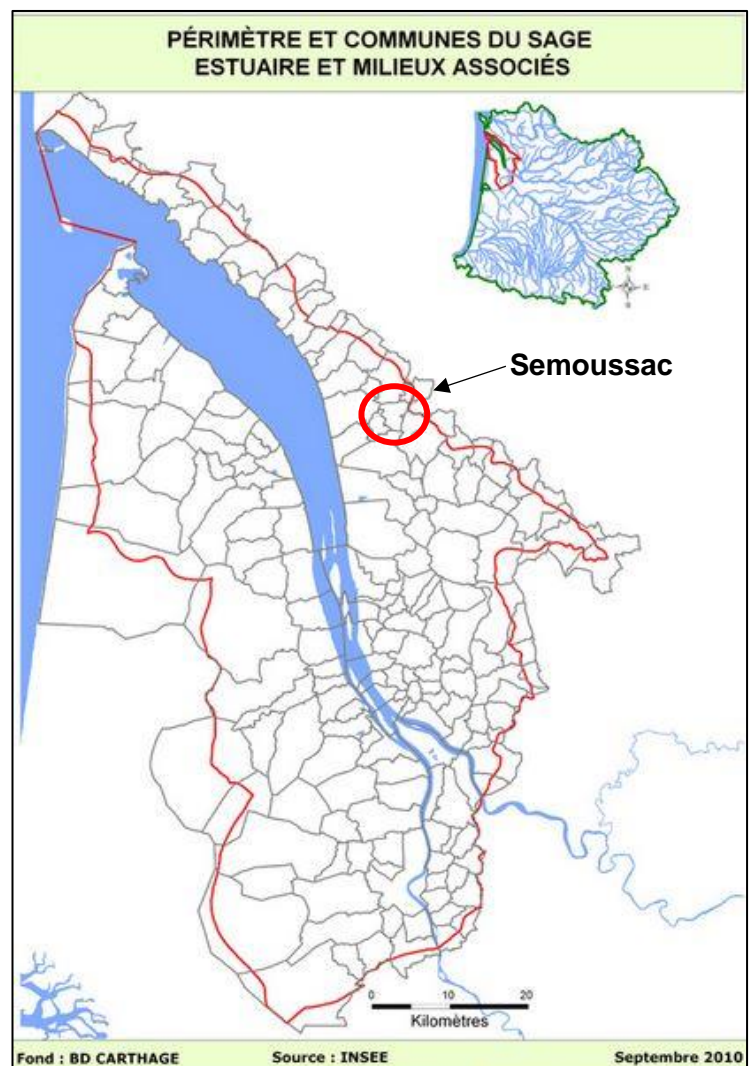 PÉRIMÈTRE ET COMMUNES DU SAGE
ESTUAIRE ET MILIEUX ASSOCIÉS
N
E
S
Semoussac
0 10 20
Kilomètres
Fond : BD CARTHAGE Source : INSEE Septembre 2010